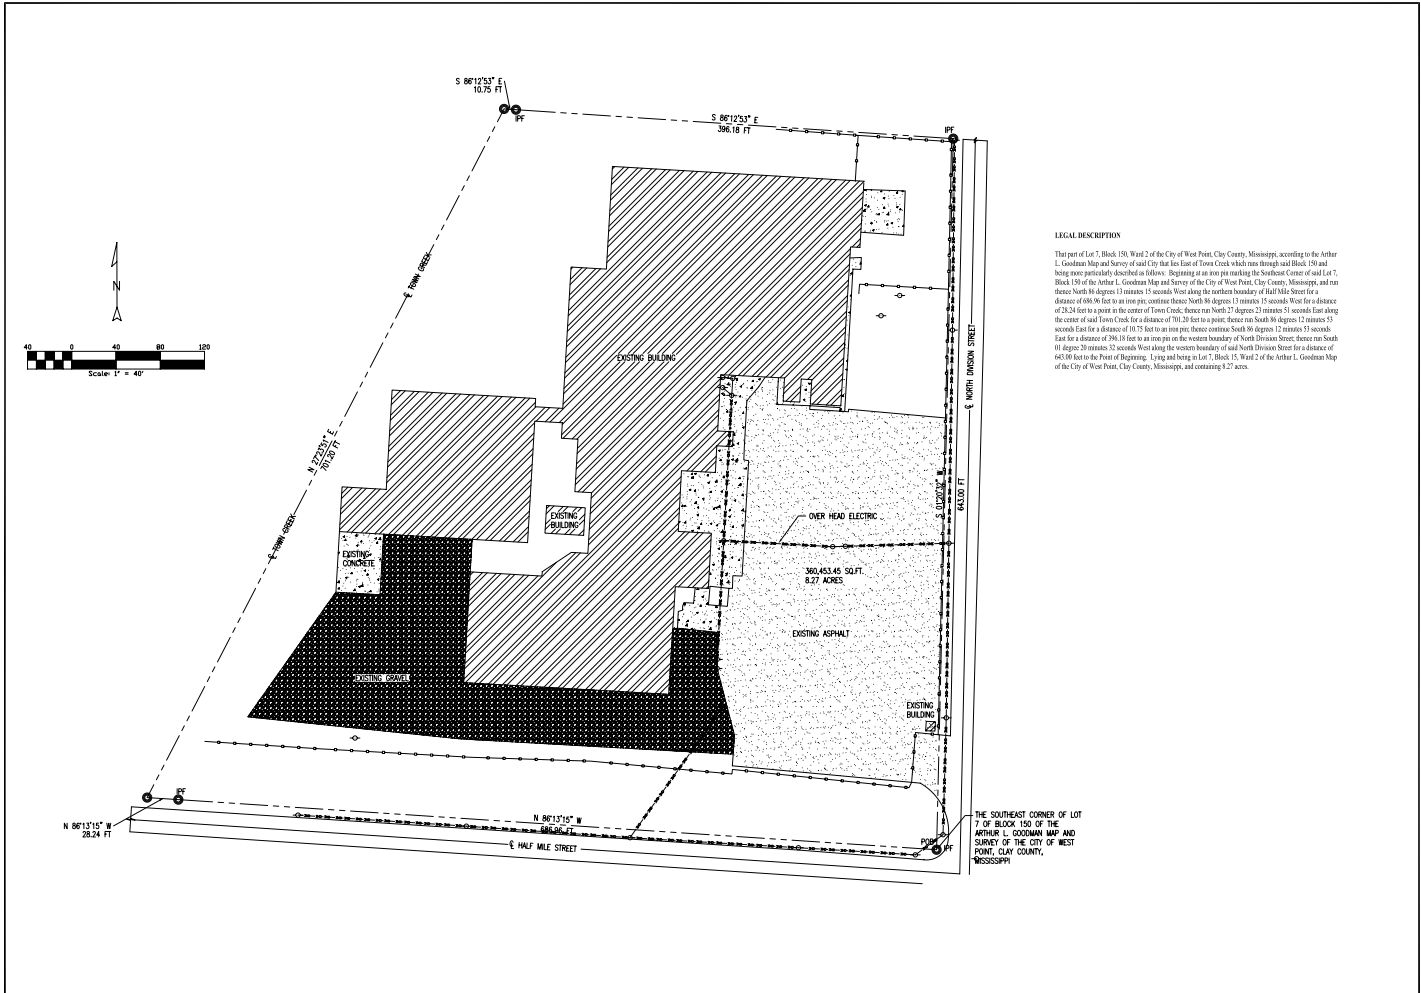 S 86°12'53" E
10.75 FT
IPF
S 86°12'53" E
396.18 FT
IPF
LEGAL DESCRIPTION
That part of Lot 7, Block 150, Ward 2 of the City of West Point, Clay County, Mississippi, according to the Arthur
L. Goodman Map and Survey of said City that lies East of Town Creek which runs through said Block 150 and
being more particularly described as follows: Beginning at an iron pin marking the Southeast Corner of said Lot 7,
Block 150 of the Arthur L. Goodman Map and Survey of the City of West Point, Clay County, Mississippi, and run
thence North 86 degrees 13 minutes 15 seconds West along the northern boundary of Half Mile Street for a
distance of 686.96 feet to an iron pin; continue thence North 86 degrees 13 minutes 15 seconds West for a distance
of 28.24 feet to a point in the center of Town Creek; thence run North 27 degrees 23 minutes 51 seconds East along
the center of said Town Creek for a distance of 701.20 feet to a point; thence run South 86 degrees 12 minutes 53
seconds East for a distance of 10.75 feet to an iron pin; thence continue South 86 degrees 12 minutes 53 seconds
East for a distance of 396.18 feet to an iron pin on the western boundary of North Division Street; thence run South
01 degree 20 minutes 32 seconds West along the western boundary of said North Division Street for a distance of
643.00 feet to the Point of Beginning. Lying and being in Lot 7, Block 15, Ward 2 of the Arthur L. Goodman Map
of the City of West Point, Clay County, Mississippi, and containing 8.27 acres.
℄ TOWN CREEK
N
40 0 40 80 120
Scale: 1" = 40'
EXISTING BUILDING
℄ NORTH DIVISION STREET
N 27°23'51" E
701.20 FT
S 01°20'32" W
643.00 FT
OVER HEAD ELECTRIC
EXISTING
BUILDING
℄ TOWN CREEK
EXISTING
CONCRETE
360,453.45 SQ.FT.
8.27 ACRES
EXISTING ASPHALT
EXISTING GRAVEL
EXISTING
BUILDING
IPF
N 86°13'15" W
28.24 FT
N 86°13'15" W
686.96 FT
℄ HALF MILE STREET
POB
IPF
THE SOUTHEAST CORNER OF LOT
7 OF BLOCK 150 OF THE
ARTHUR L. GOODMAN MAP AND
SURVEY OF THE CITY OF WEST
POINT, CLAY COUNTY,
MISSISSIPPI